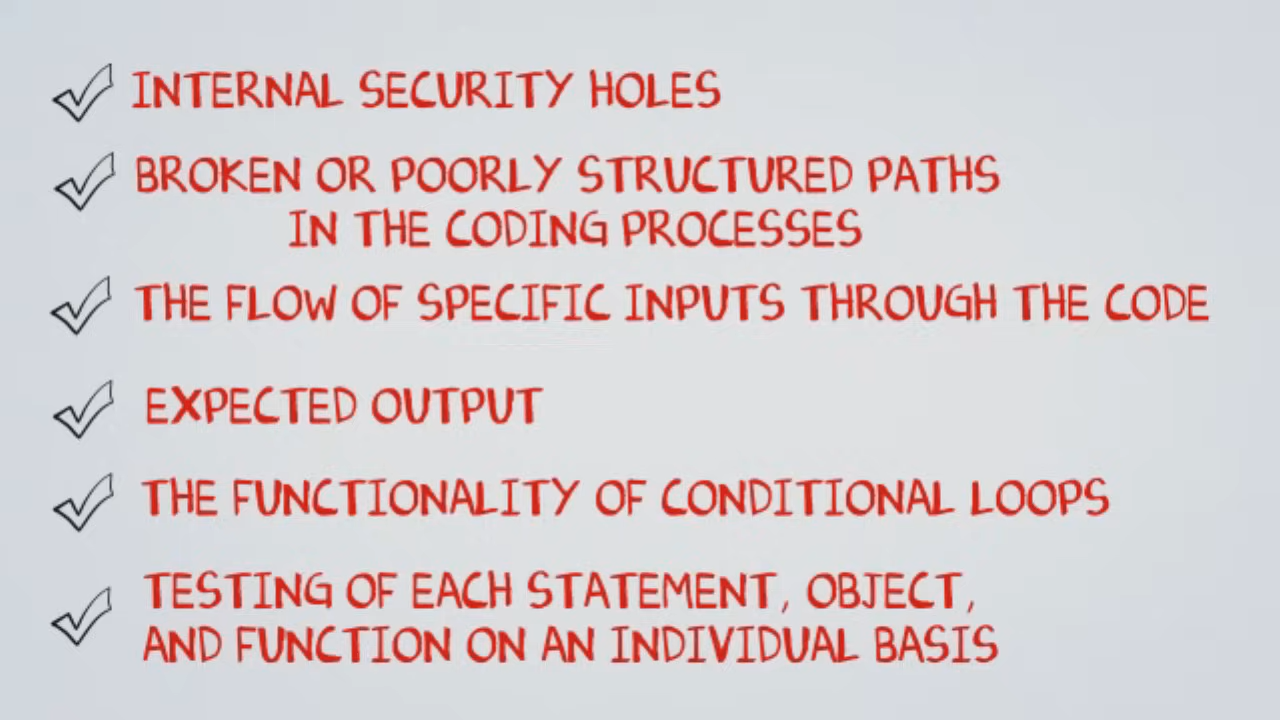 INTERNAL SECURITY HOLES
BROKEN OR POORLY STRUCTURED PATHS
IN THE CODING PROCESSES
THE FLOW OF SPECIFIC INPUTS THROUGH THE CODE
EXPECTED OUTPUT
THE FUNCTIONALITY OF CONDITIONAL LOOPS
TESTING OF EACH STATEMENT, OBJECT,
AND FUNCTION ON AN INDIVIDUAL BASIS